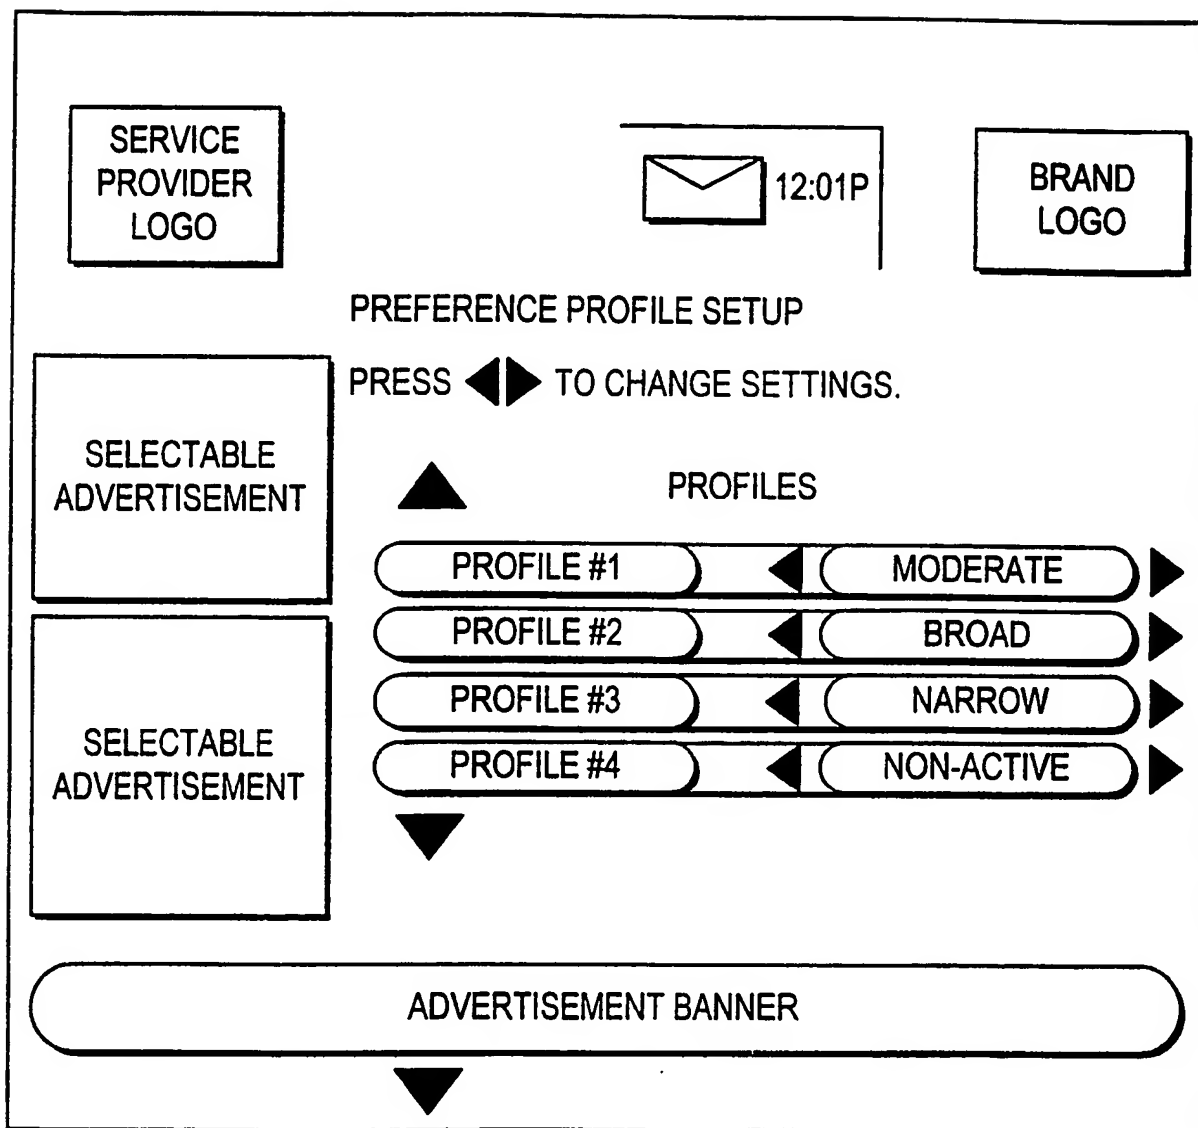 SERVICE
PROVIDER
LOGO
12:01P
BRAND
LOGO
PREFERENCE PROFILE SETUP
PRESS ◀▶ TO CHANGE SETTINGS.
SELECTABLE
ADVERTISEMENT
PROFILES
PROFILE #1 MODERATE
PROFILE #2 BROAD
PROFILE #3 NARROW
PROFILE #4 NON-ACTIVE
SELECTABLE
ADVERTISEMENT
ADVERTISEMENT BANNER